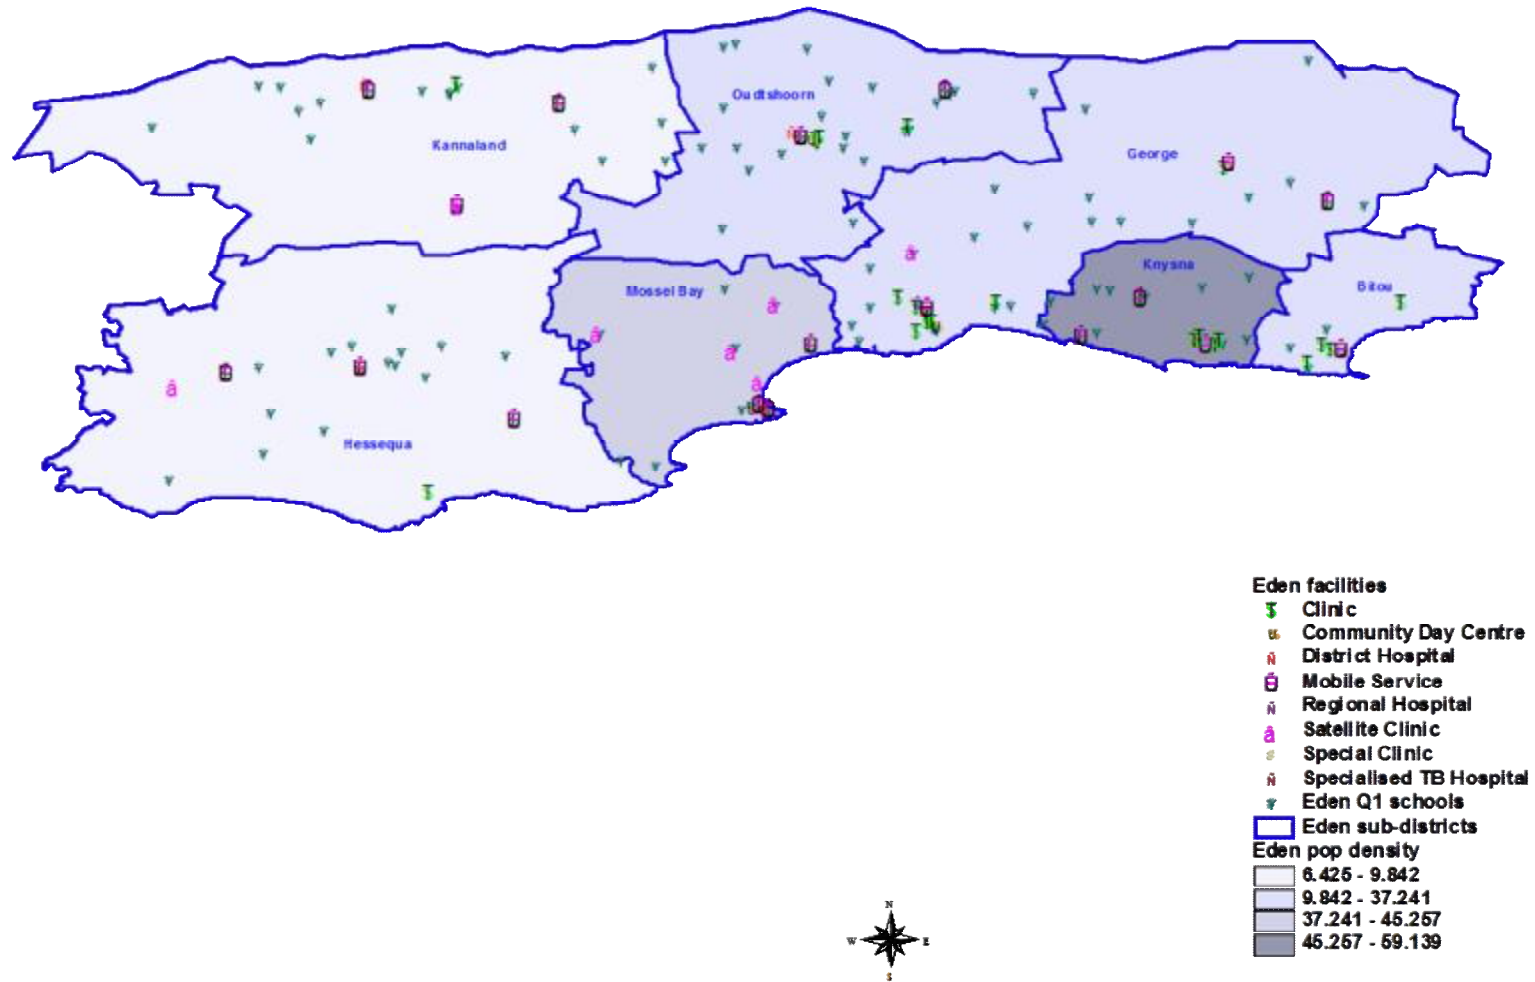 Oudtshoorn
Kannaland
George
Knysna
Mossel Bay
Bitou
Hessequa
Eden facilities
Clinic
Community Day Centre
District Hospital
Mobile Service
Regional Hospital
Satellite Clinic
Special Clinic
Specialised TB Hospital
Eden Q1 schools
Eden sub-districts
Eden pop density
6.425 - 9.842
9.842 - 37.241
37.241 - 45.257
45.257 - 59.139
N
W E
S